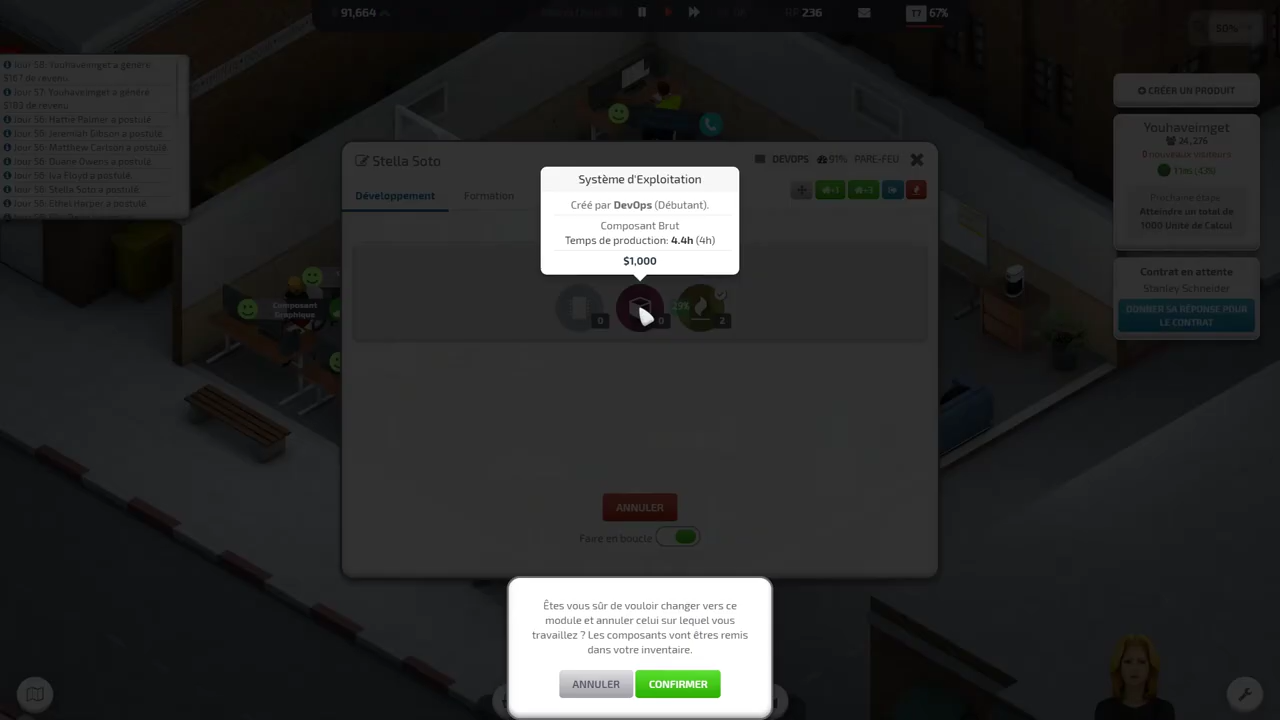 $ 91,664
RP 236
17 67%
50%
Jour 58: Youhaveimget a généré
$167 de revenu
Jour 57: Youhaveimget a généré
$183 de revenu
Jour 56: Hattie Palmer a postulé
Jour 56: Jeremiah Gibson a postulé
Jour 56: Matthew Carlson a postulé
Jour 56: Duane Owens a postulé
Jour 56: Iva Floyd a postulé
Jour 56: Stella Soto a postulé
Jour 56: Ethel Harper a postulé
Composant
Graphique
Stella Soto
DEVOPS 91% PARE-FEU
Développement
Formation
+1
+3
Système d'Exploitation
Créé par DevOps (Débutant).
Composant Brut
Temps de production: 4.4h (4h)
$1,000
0
0
29%
2
ANNULER
Faire en boucle
Êtes vous sûr de vouloir changer vers ce
module et annuler celui sur lequel vous
travaillez ? Les composants vont êtres remis
dans votre inventaire.
ANNULER
CONFIRMER
CRÉER UN PRODUIT
Youhaveimget
24,276
0 nouveaux visiteurs
11ms (43%)
Prochaine étape
Atteindre un total de
1000 Unité de Calcul
Contrat en attente
Stanley Schneider
DONNER SA RÉPONSE POUR
LE CONTRAT